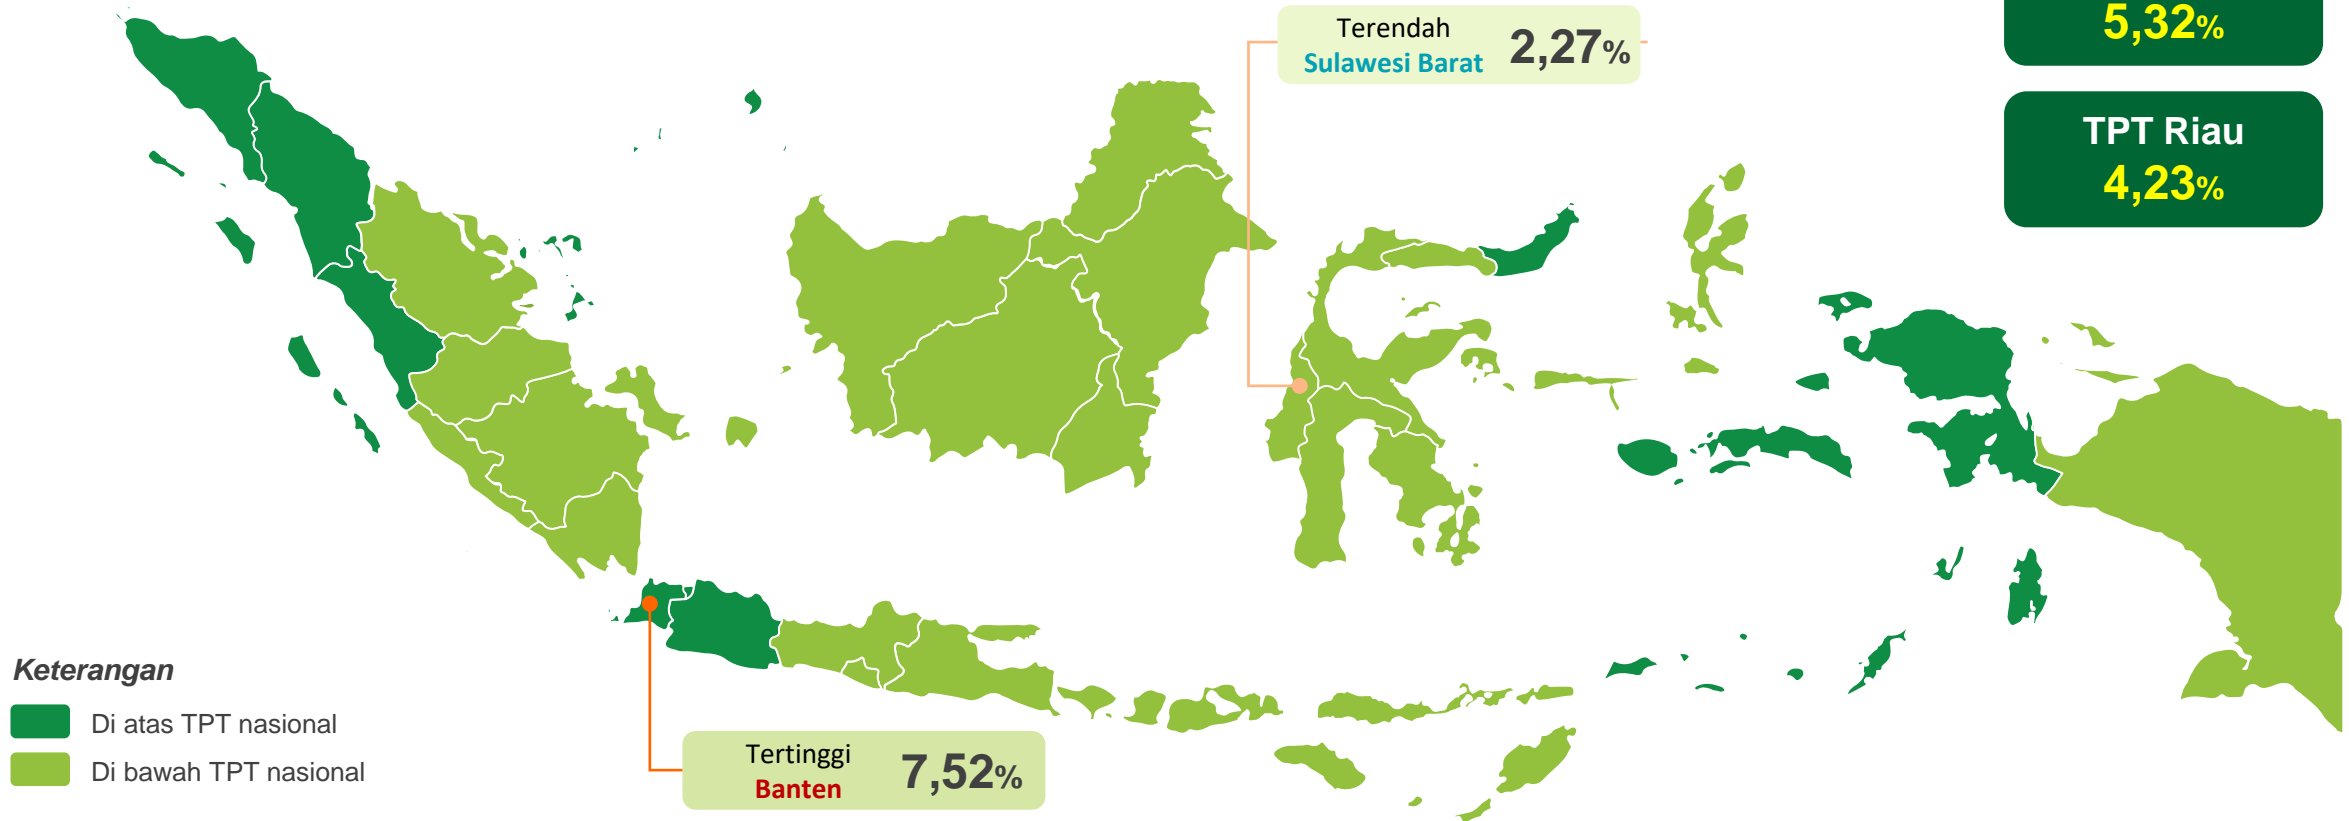 5,32%
Terendah
Sulawesi Barat
2,27%
TPT Riau
4,23%
Keterangan
Di atas TPT nasional
Di bawah TPT nasional
Tertinggi
Banten
7,52%